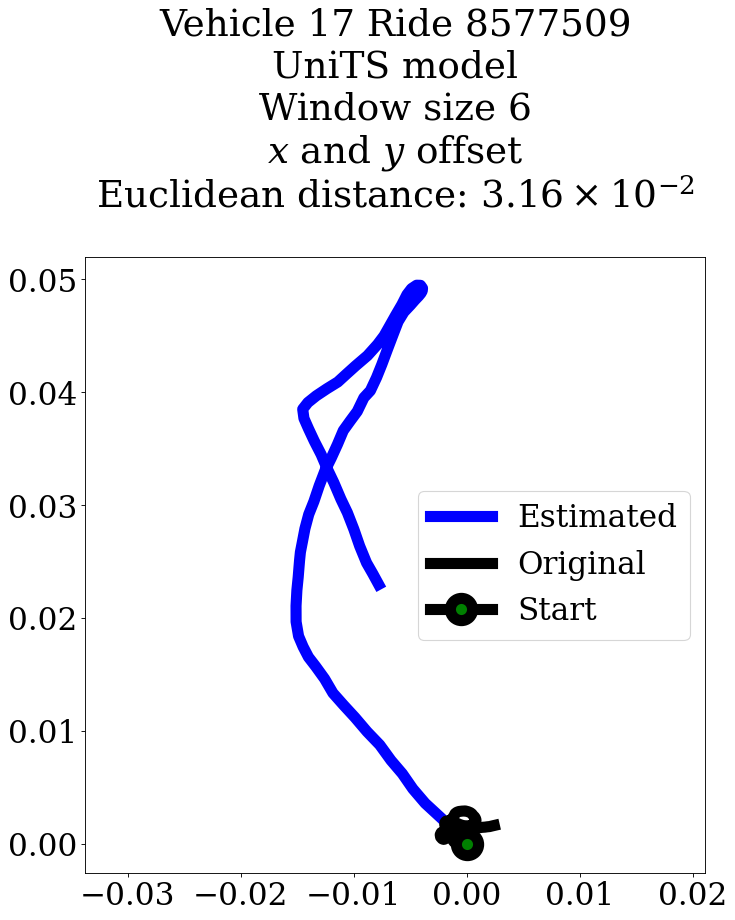 Vehicle 17 Ride 8577509
UniTS model
Window size 6
x and y offset
Euclidean distance: 3.16 × 10⁻²
0.05
0.04
0.03
0.02
0.01
0.00
Estimated
Original
Start
−0.03 −0.02 −0.01 0.00 0.01 0.02